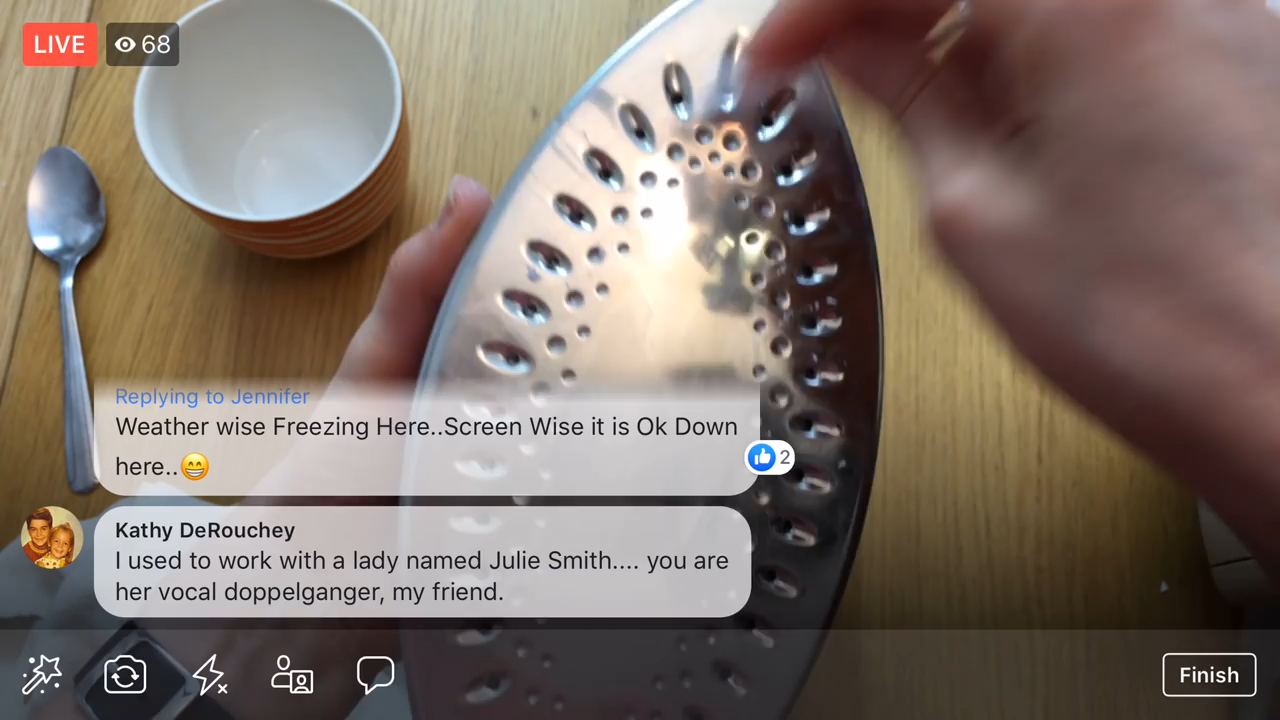 LIVE
68
Replying to Jennifer
Weather wise Freezing Here..Screen Wise it is Ok Down
here..😁
2
Kathy DeRouchey
I used to work with a lady named Julie Smith.... you are
her vocal doppelganger, my friend.
Finish